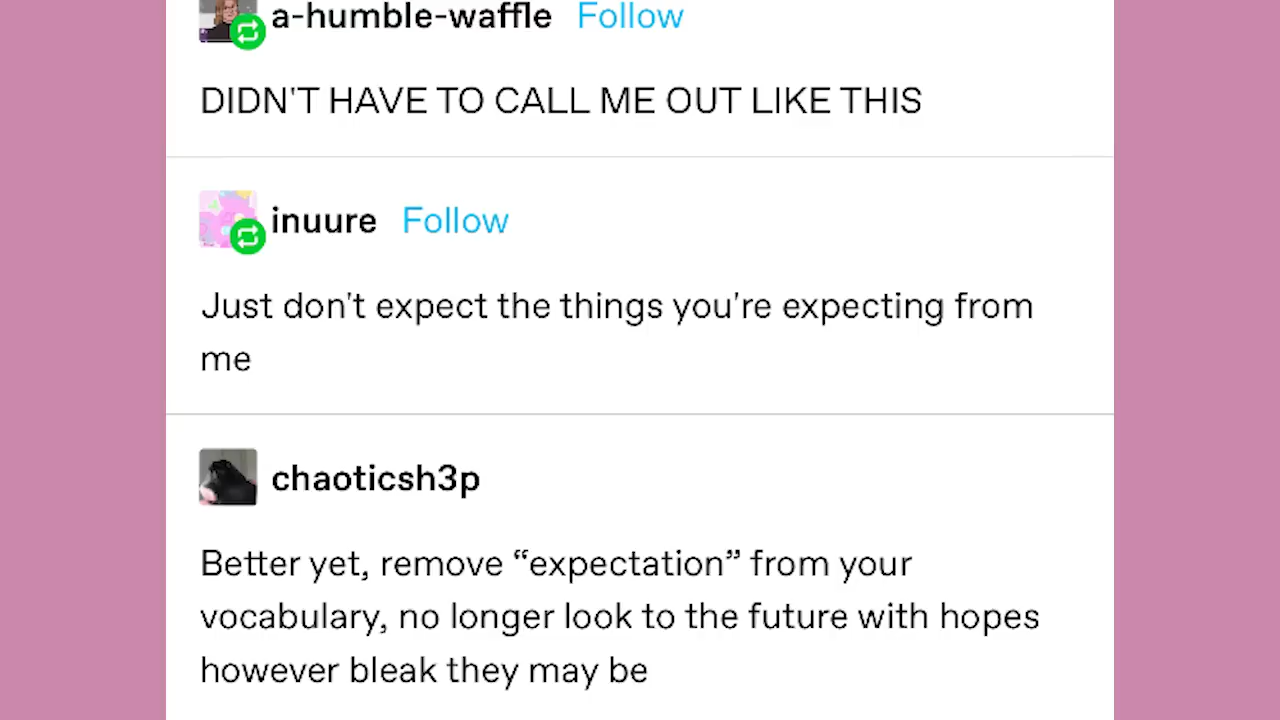 a-humble-waffle Follow
DIDN'T HAVE TO CALL ME OUT LIKE THIS
inuure Follow
Just don't expect the things you're expecting from
me
chaoticsh3p
Better yet, remove “expectation” from your
vocabulary, no longer look to the future with hopes
however bleak they may be